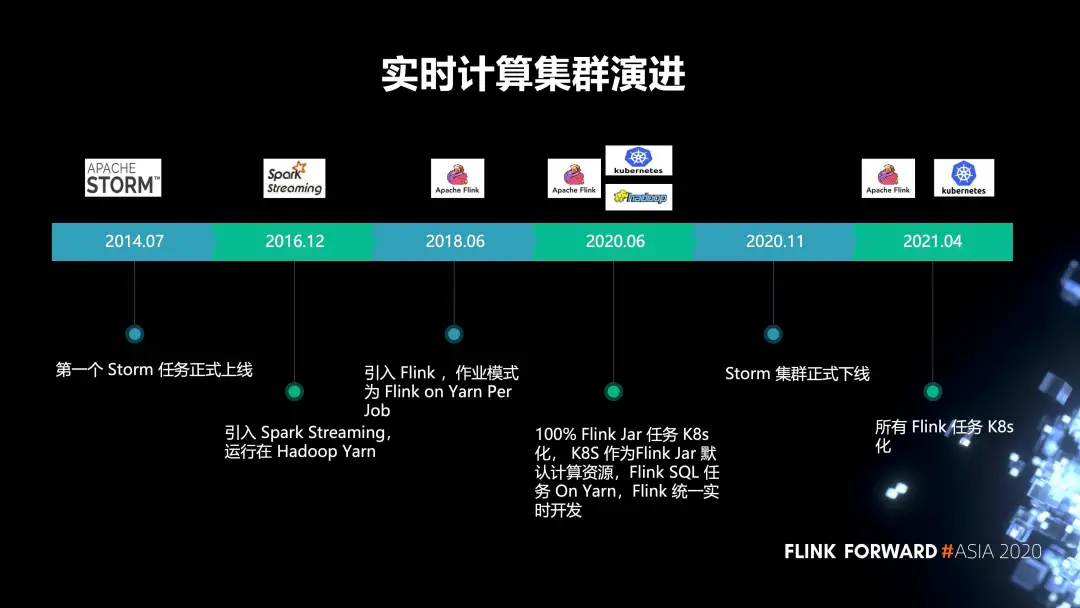 实时计算集群演进
APACHE
STORM™
Spark
Streaming
Apache Flink
Apache Flink
kubernetes
hadoop
Apache Flink
kubernetes
2014.07
2016.12
2018.06
2020.06
2020.11
2021.04
第一个 Storm 任务正式上线
引入 Spark Streaming，
运行在 Hadoop Yarn
引入 Flink ，作业模式
为 Flink on Yarn Per
Job
100% Flink Jar 任务 K8s
化， K8S 作为Flink Jar 默
认计算资源，Flink SQL 任
务 On Yarn，Flink 统一实
时开发
Storm 集群正式下线
所有 Flink 任务 K8s
化
FLINK FORWARD #ASIA 2020